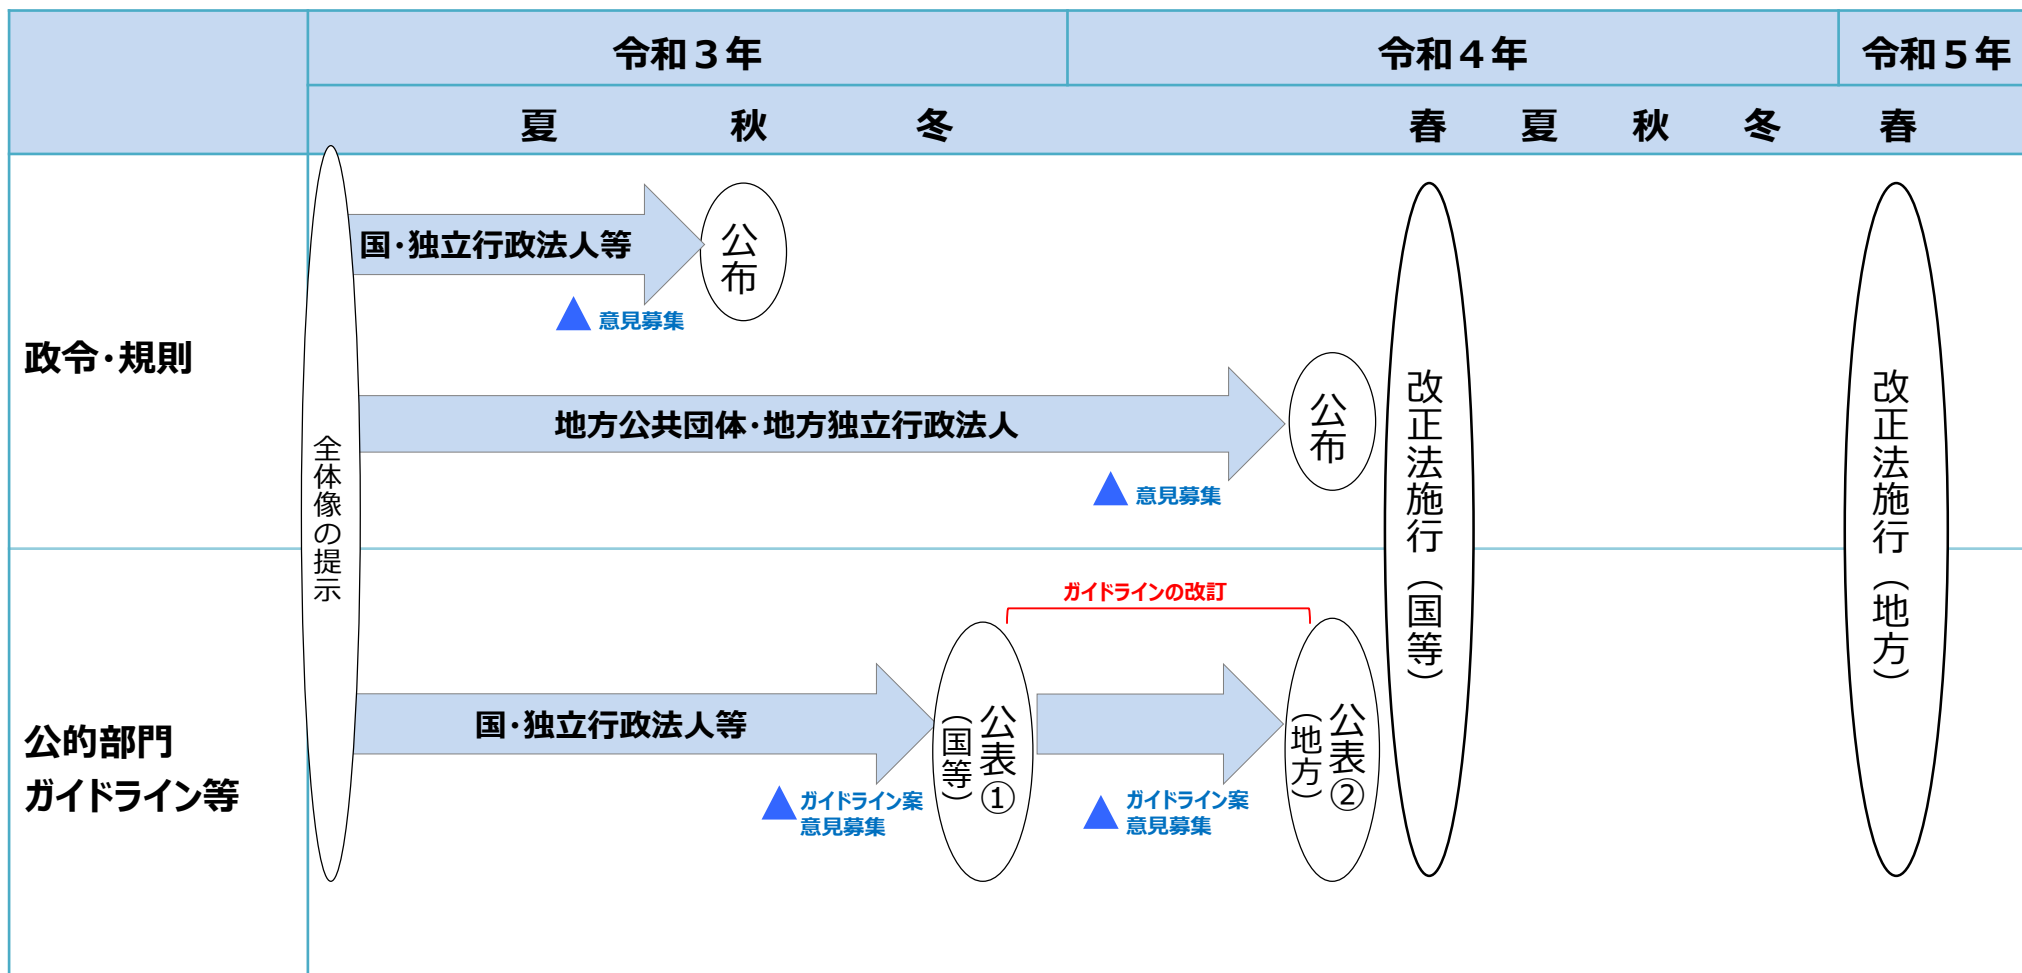 令和３年
令和４年
令和５年
夏 秋 冬 春 夏 秋 冬 春
政令・規則
全体像の提示
国・独立行政法人等
公布
意見募集
地方公共団体・地方独立行政法人
公布
意見募集
改正法施行（国等）
改正法施行（地方）
公的部門
ガイドライン等
ガイドラインの改訂
国・独立行政法人等
公表①
（国等）
公表②
（地方）
ガイドライン案
意見募集
ガイドライン案
意見募集